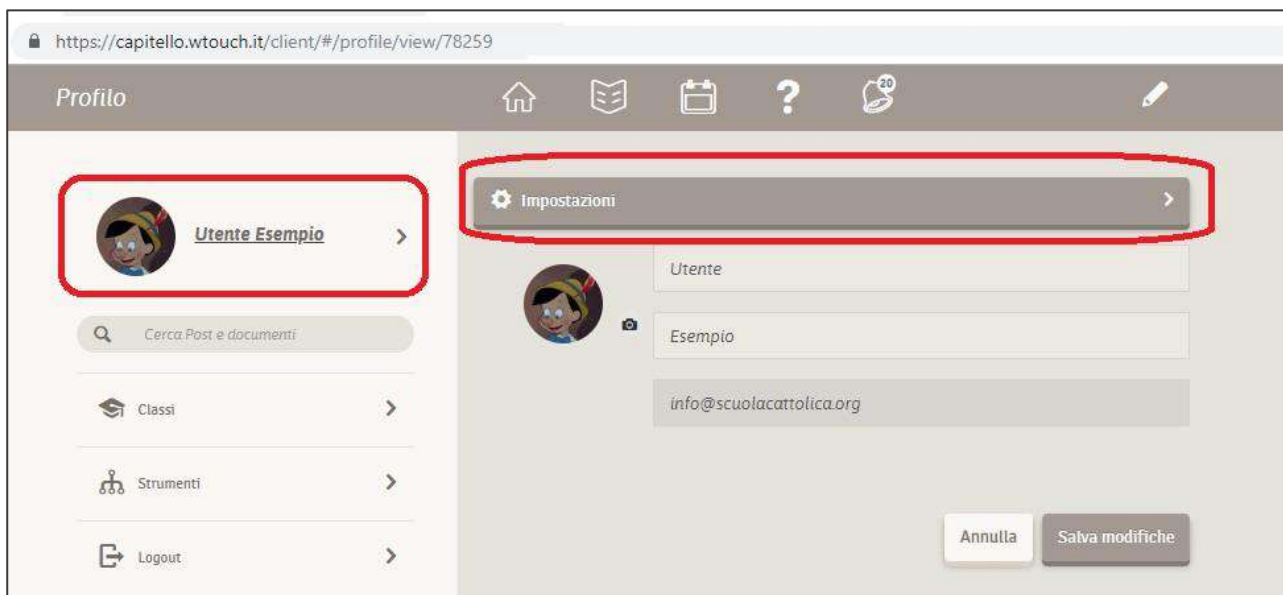 https://capitello.wtouch.it/client/#/profile/view/78259
Profilo
?
20
Utente Esempio
Cerca Post e documenti
Classi
Strumenti
Logout
Impostazioni
Utente
Esempio
info@scuolacattolica.org
Annulla
Salva modifiche